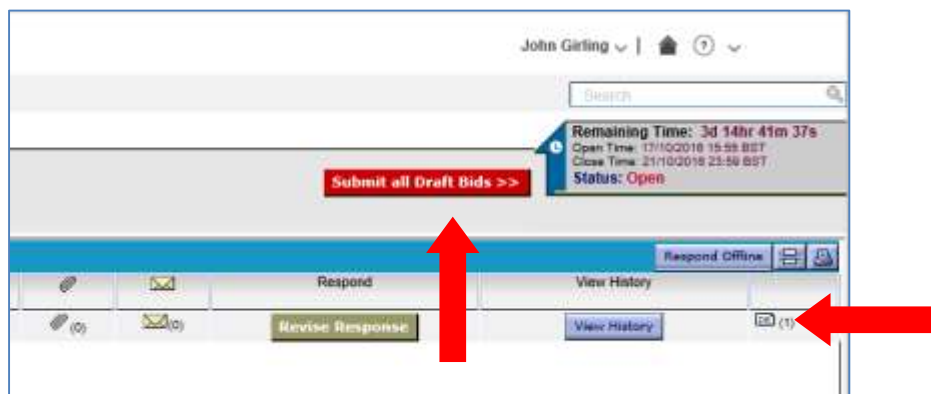 John Girling
Search
Remaining Time: 3d 14hr 41m 37s
Open Time: 17/10/2016 15:55 BST
Close Time: 21/10/2016 23:59 BST
Status: Open
Submit all Draft Bids >>
Respond Offline
Respond View History
(0) (0) Revise Response View History (1)